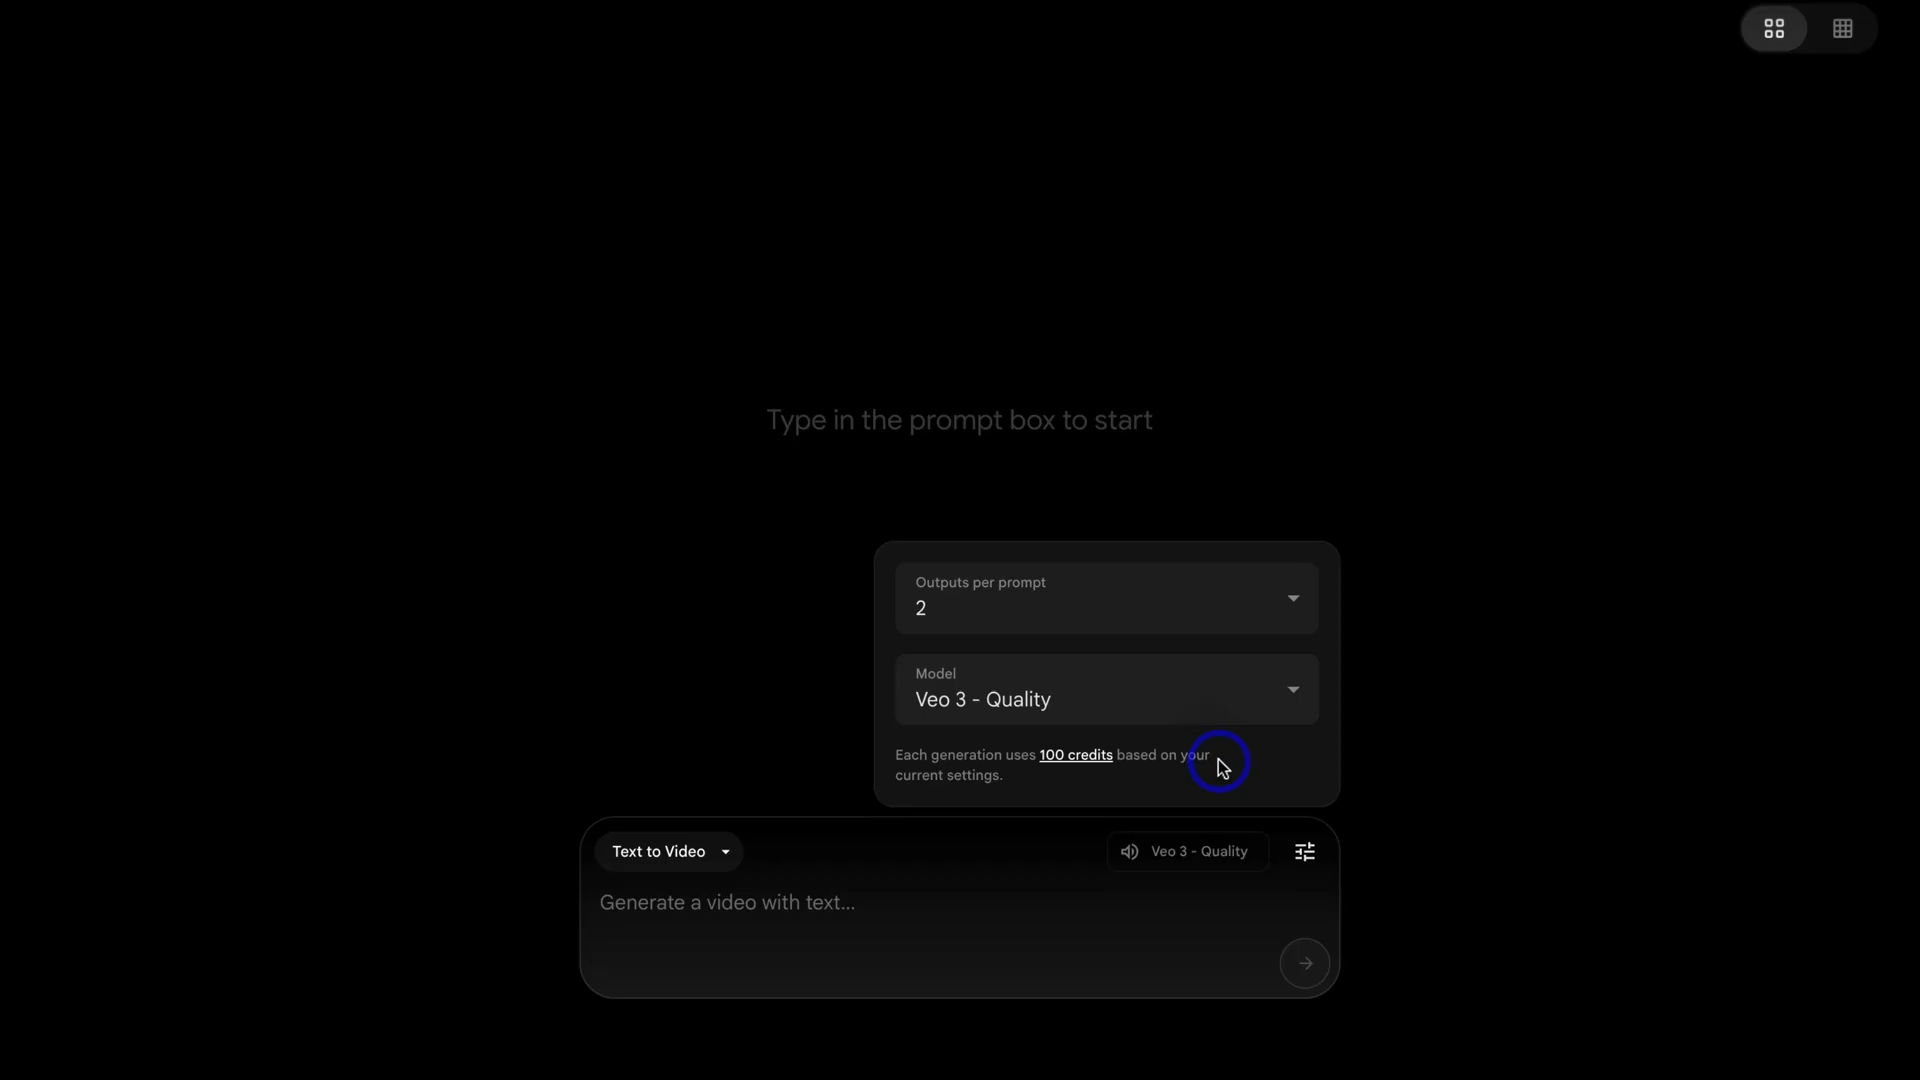 Type in the prompt box to start
Outputs per prompt
2
Model
Veo 3 - Quality
Each generation uses 100 credits based on your
current settings.
Text to Video
Veo 3 - Quality
Generate a video with text...